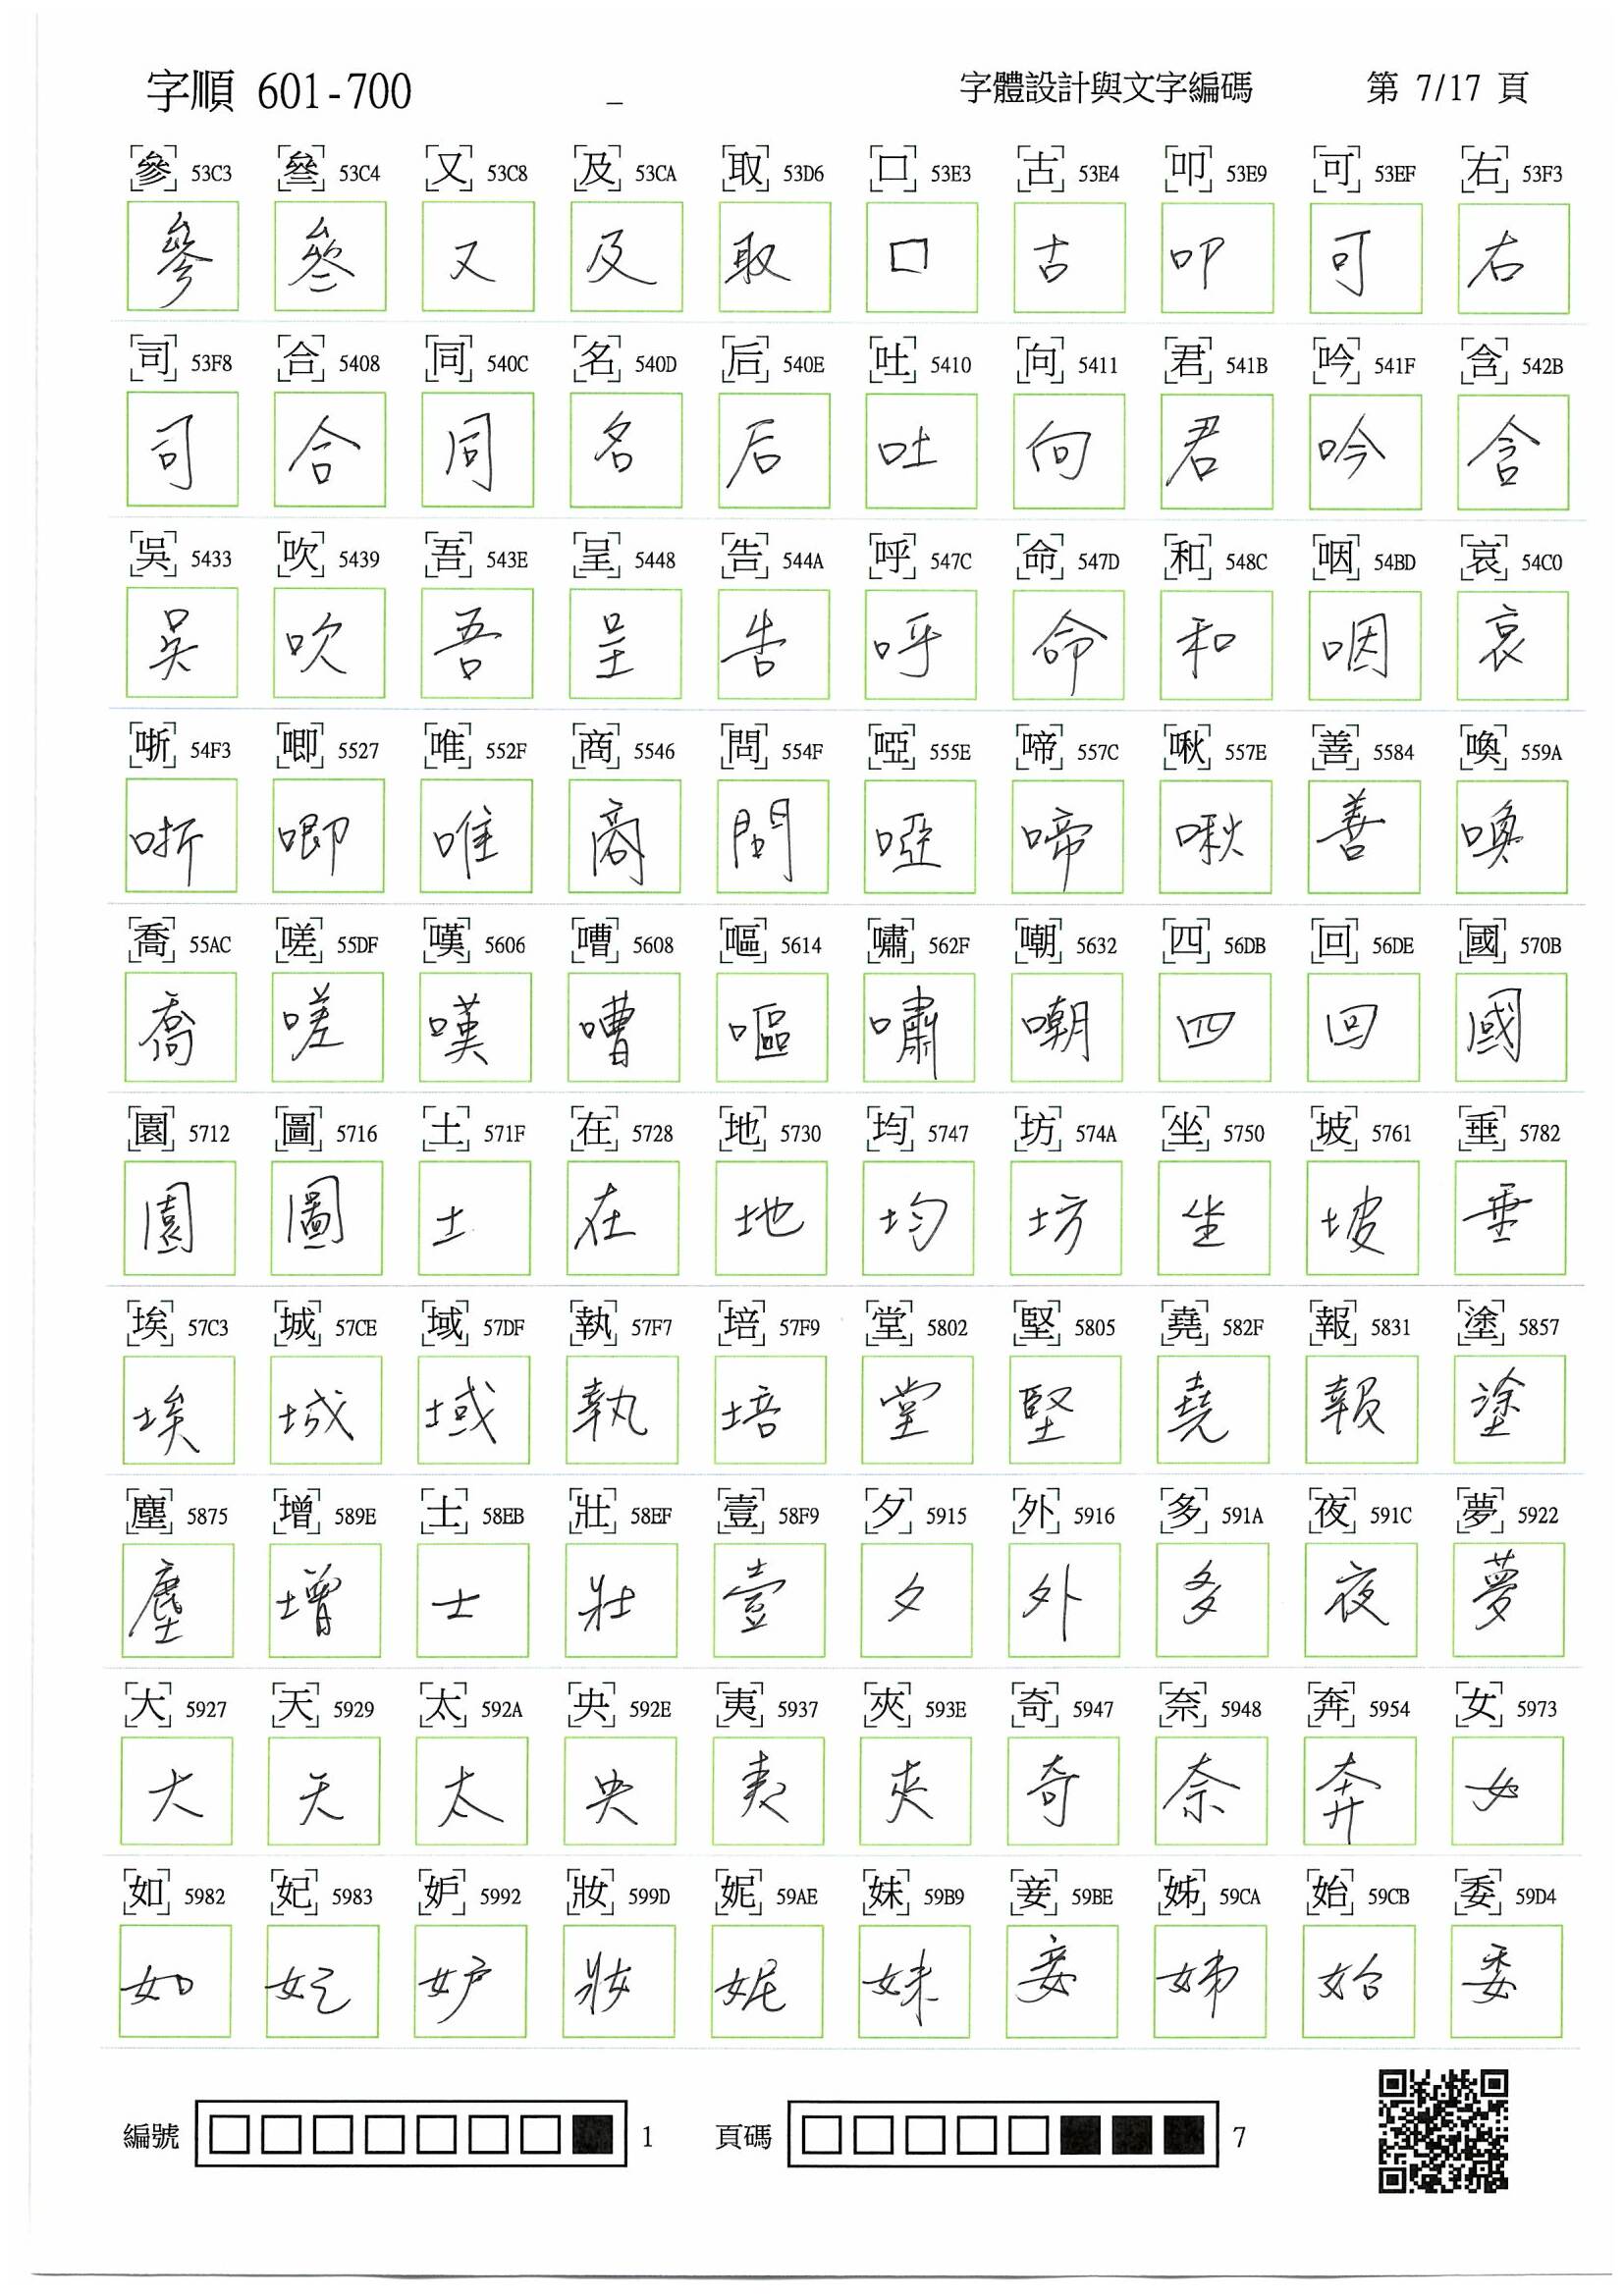 字順 601-700 _ 字體設計與文字編碼 第 7/17 頁
參 53C3 叄 53C4 又 53C8 及 53CA 取 53D6 口 53E3 古 53E4 叩 53E9 可 53EF 右 53F3
參 叄 又 及 取 口 古 叩 可 右
司 53F8 合 5408 同 540C 名 540D 后 540E 吐 5410 向 5411 君 541B 吟 541F 含 542B
司 合 同 名 后 吐 向 君 吟 含
吳 5433 吹 5439 吾 543E 呈 5448 告 544A 呼 547C 命 547D 和 548C 咽 54BD 哀 54C0
吳 吹 吾 呈 告 呼 命 和 咽 哀
哳 54F3 唧 5527 唯 552F 商 5546 問 554F 啞 555E 啼 557C 啾 557E 善 5584 喚 559A
哳 唧 唯 商 問 啞 啼 啾 善 喚
喬 55AC 嗟 55DF 嘆 5606 嘈 5608 嘔 5614 嘯 562F 嘲 5632 四 56DB 回 56DE 國 570B
喬 嗟 嘆 嘈 嘔 嘯 嘲 四 回 國
園 5712 圖 5716 土 571F 在 5728 地 5730 均 5747 坊 574A 坐 5750 坡 5761 垂 5782
園 圖 土 在 地 均 坊 坐 坡 垂
埃 57C3 城 57CE 域 57DF 執 57F7 培 57F9 堂 5802 堅 5805 堯 582F 報 5831 塗 5857
埃 城 域 執 培 堂 堅 堯 報 塗
塵 5875 增 589E 士 58EB 壯 58EF 壹 58F9 夕 5915 外 5916 多 591A 夜 591C 夢 5922
塵 增 士 壯 壹 夕 外 多 夜 夢
大 5927 天 5929 太 592A 央 592E 夷 5937 夾 593E 奇 5947 奈 5948 奔 5954 女 5973
大 天 太 央 夷 夾 奇 奈 奔 女
如 5982 妃 5983 妒 5992 妝 599D 妮 59AE 妹 59B9 妾 59BE 姊 59CA 始 59CB 委 59D4
如 妃 妒 妝 妮 妹 妾 姊 始 委
編號 1 頁碼 7